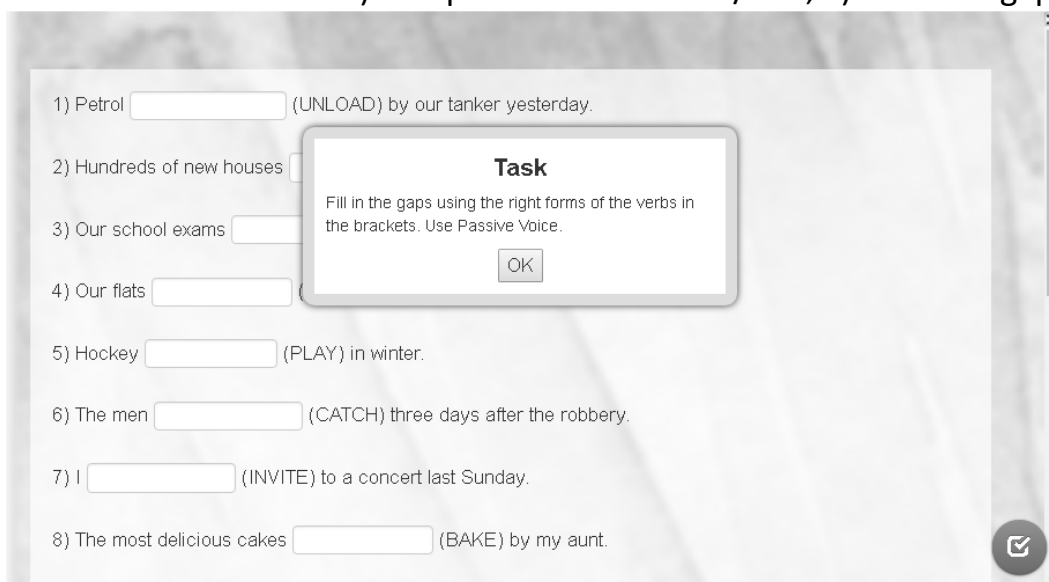 1) Petrol (UNLOAD) by our tanker yesterday.
2) Hundreds of new houses
Task
Fill in the gaps using the right forms of the verbs in
the brackets. Use Passive Voice.
OK
3) Our school exams
4) Our flats (
5) Hockey (PLAY) in winter.
6) The men (CATCH) three days after the robbery.
7) I (INVITE) to a concert last Sunday.
8) The most delicious cakes (BAKE) by my aunt.